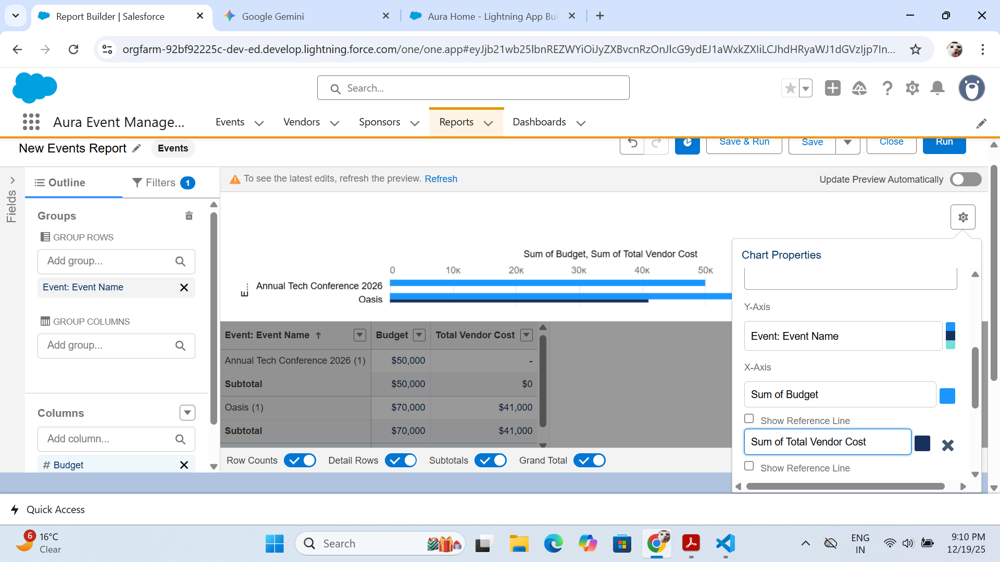 Report Builder | Salesforce
Google Gemini
Aura Home - Lightning App Bui
orgfarm-92bf92225c-dev-ed.develop.lightning.force.com/one/one.app#eyJjb21wb25lbnREZWYiOiJyZXBvcnRzOnJlcG9ydEJ1aWxkZXIiLCJhdHRyaWJ1dGVzIjp7In...
Search...
Aura Event Manage...
Events
Vendors
Sponsors
Reports
Dashboards
New Events Report
Events
Save & Run
Save
Close
Run
Fields
Outline
Filters
1
To see the latest edits, refresh the preview. Refresh
Update Preview Automatically
Groups
GROUP ROWS
Add group...
Event: Event Name
GROUP COLUMNS
Add group...
Columns
Add column...
# Budget
Sum of Budget, Sum of Total Vendor Cost
0
10K
20K
30K
40K
50K
E...
Annual Tech Conference 2026
Oasis
Event: Event Name ↑
Budget
Total Vendor Cost
Annual Tech Conference 2026 (1)
$50,000
-
Subtotal
$50,000
$0
Oasis (1)
$70,000
$41,000
Subtotal
$70,000
$41,000
Row Counts
Detail Rows
Subtotals
Grand Total
Chart Properties
Y-Axis
Event: Event Name
X-Axis
Sum of Budget
Show Reference Line
Sum of Total Vendor Cost
Show Reference Line
Quick Access
6
16°C
Clear
Search
ENG
IN
9:10 PM
12/19/25